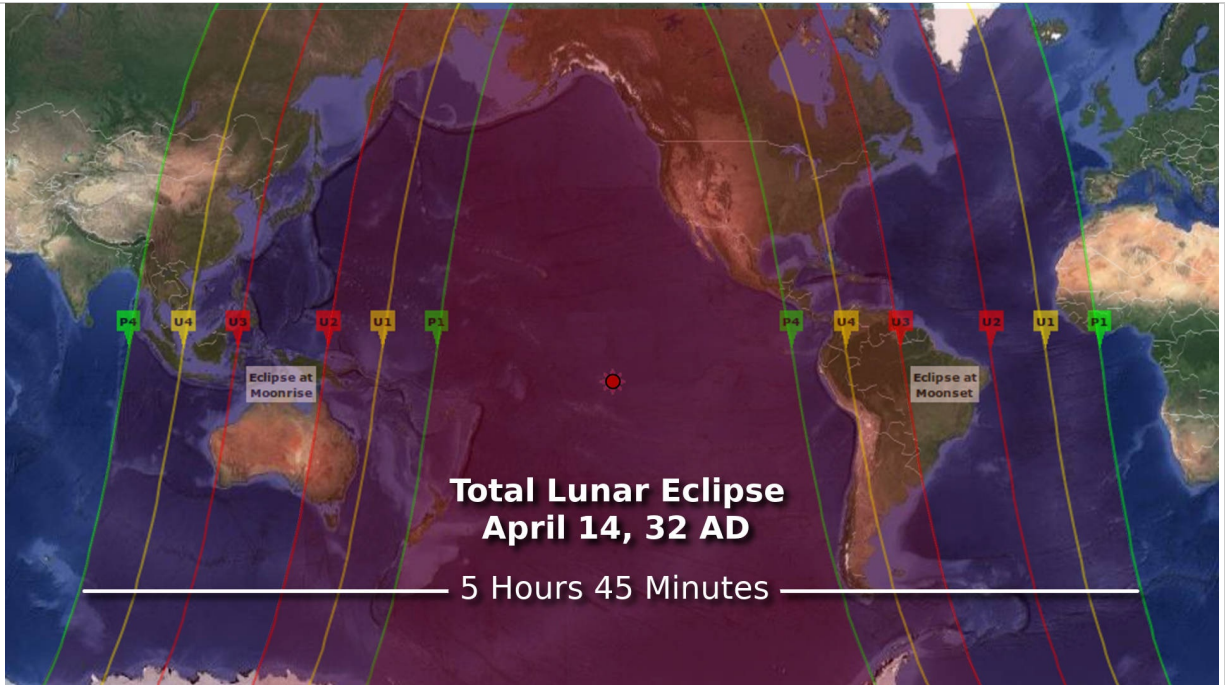 P4
U4
U3
U2
U1
P1
P4
U4
U3
U2
U1
P1
Eclipse at
Moonrise
Eclipse at
Moonset
Total Lunar Eclipse
April 14, 32 AD
5 Hours 45 Minutes